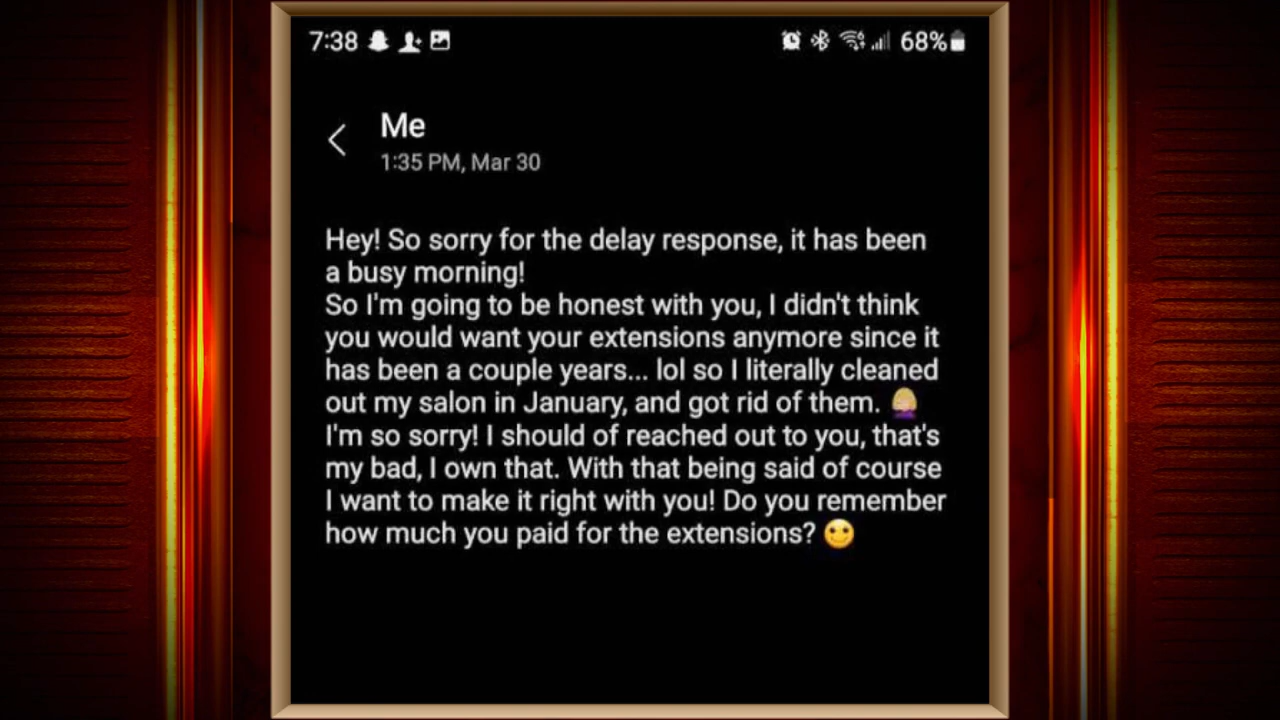 7:38
68%
Me
1:35 PM, Mar 30
Hey! So sorry for the delay response, it has been
a busy morning!
So I'm going to be honest with you, I didn't think
you would want your extensions anymore since it
has been a couple years... lol so I literally cleaned
out my salon in January, and got rid of them. 🤦🏼‍♀️
I'm so sorry! I should of reached out to you, that's
my bad, I own that. With that being said of course
I want to make it right with you! Do you remember
how much you paid for the extensions? 🙂